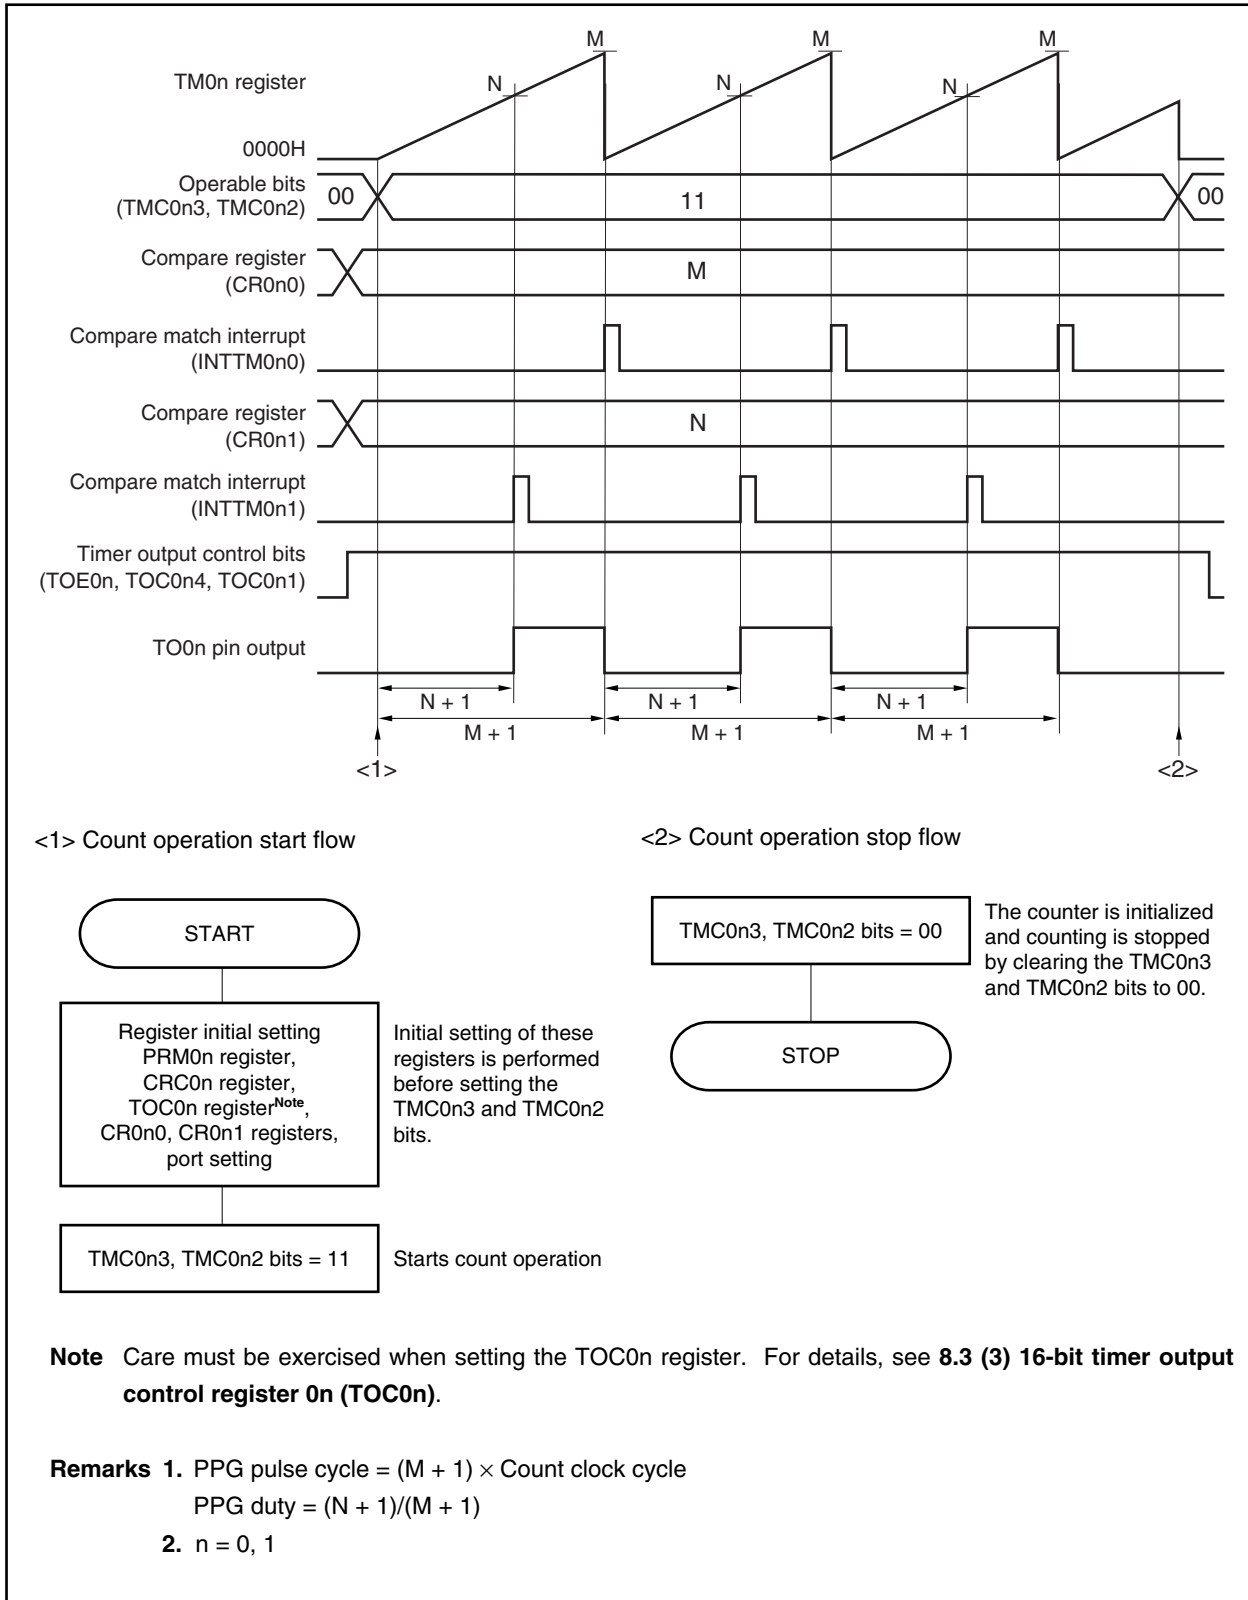 M
M
M
TM0n register
N
N
N
0000H
Operable bits
(TMC0n3, TMC0n2)
00
11
00
Compare register
(CR0n0)
M
Compare match interrupt
(INTTM0n0)
Compare register
(CR0n1)
N
Compare match interrupt
(INTTM0n1)
Timer output control bits
(TOE0n, TOC0n4, TOC0n1)
TO0n pin output
N + 1
N + 1
N + 1
M + 1
M + 1
M + 1
<1>
<2>
<1> Count operation start flow
START
Register initial setting
PRM0n register,
CRC0n register,
TOC0n registerNote,
CR0n0, CR0n1 registers,
port setting
Initial setting of these
registers is performed
before setting the
TMC0n3 and TMC0n2
bits.
TMC0n3, TMC0n2 bits = 11
Starts count operation
<2> Count operation stop flow
TMC0n3, TMC0n2 bits = 00
The counter is initialized
and counting is stopped
by clearing the TMC0n3
and TMC0n2 bits to 00.
STOP
Note Care must be exercised when setting the TOC0n register. For details, see 8.3 (3) 16-bit timer output
control register 0n (TOC0n).
Remarks 1. PPG pulse cycle = (M + 1) × Count clock cycle
PPG duty = (N + 1)/(M + 1)
2. n = 0, 1